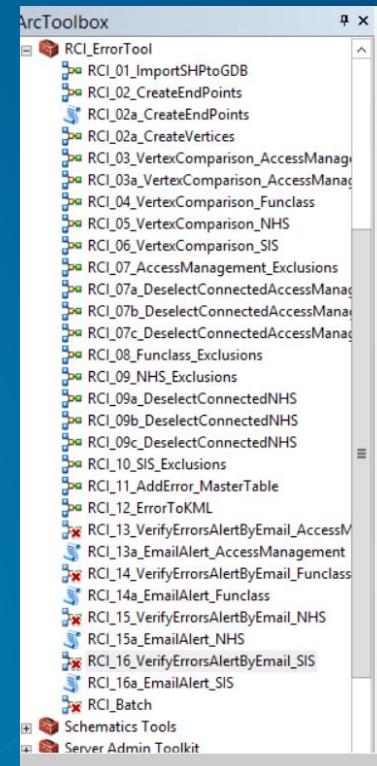 ArcToolbox
RCI_ErrorTool
RCI_01_ImportSHPtoGDB
RCI_02_CreateEndPoints
RCI_02a_CreateEndPoints
RCI_02a_CreateVertices
RCI_03_VertexComparison_AccessManage
RCI_03a_VertexComparison_AccessManag
RCI_04_VertexComparison_Funclass
RCI_05_VertexComparison_NHS
RCI_06_VertexComparison_SIS
RCI_07_AccessManagement_Exclusions
RCI_07a_DeselectConnectedAccessManag
RCI_07b_DeselectConnectedAccessManag
RCI_07c_DeselectConnectedAccessManag
RCI_08_Funclass_Exclusions
RCI_09_NHS_Exclusions
RCI_09a_DeselectConnectedNHS
RCI_09b_DeselectConnectedNHS
RCI_09c_DeselectConnectedNHS
RCI_10_SIS_Exclusions
RCI_11_AddError_MasterTable
RCI_12_ErrorToKML
RCI_13_VerifyErrorsAlertByEmail_AccessM
RCI_13a_EmailAlert_AccessManagement
RCI_14_VerifyErrorsAlertByEmail_Funclass
RCI_14a_EmailAlert_Funclass
RCI_15_VerifyErrorsAlertByEmail_NHS
RCI_15a_EmailAlert_NHS
RCI_16_VerifyErrorsAlertByEmail_SIS
RCI_16a_EmailAlert_SIS
RCI_Batch
Schematics Tools
Server Admin Toolkit